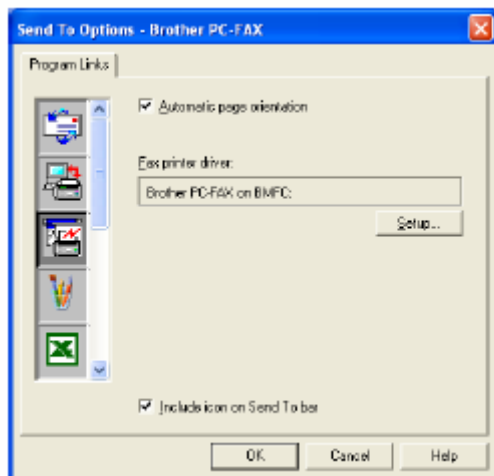 Send To Options - Brother PC-FAX
Program Links
Automatic page orientation
Fax printer driver:
Brother PC-FAX on BMFC:
Setup...
Include icon on Send To bar
OK Cancel Help